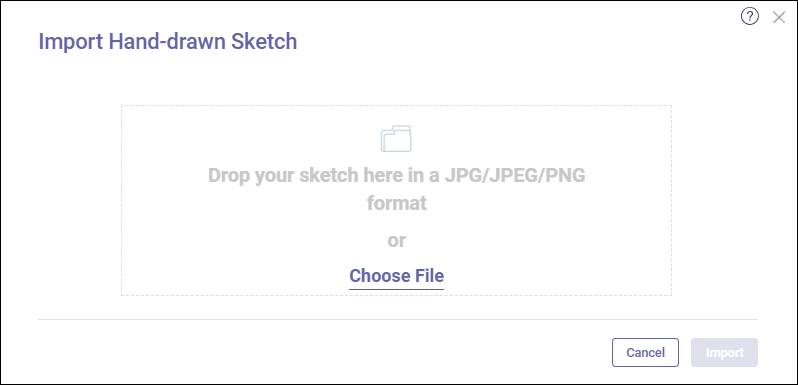 ?
Import Hand-drawn Sketch
Drop your sketch here in a JPG/JPEG/PNG
format
or
Choose File
Cancel
Import